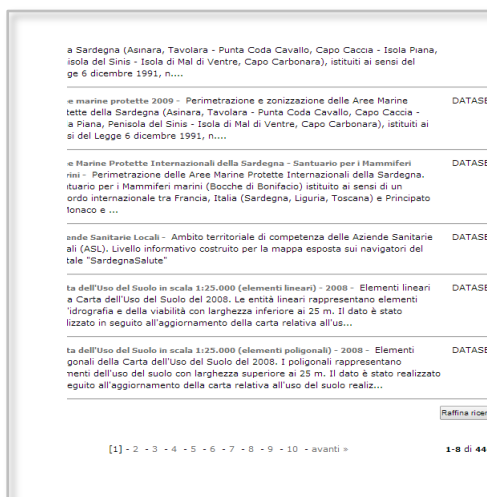 a Sardegna (Asinara, Tavolara - Punta Coda Cavallo, Capo Caccia - Isola Piana,
isola del Sinis - Isola di Mal di Ventre, Capo Carbonara), istituiti ai sensi del
ge 6 dicembre 1991, n....
e marine protette 2009 - Perimetrazione e zonizzazione delle Aree Marine DATASE
tette della Sardegna (Asinara, Tavolara - Punta Coda Cavallo, Capo Caccia -
a Piana, Penisola del Sinis - Isola di Mal di Ventre, Capo Carbonara), istituiti ai
si del Legge 6 dicembre 1991, n....
e Marine Protette Internazionali della Sardegna - Santuario per i Mammiferi DATASE
rini - Perimetrazione delle Aree Marine Protette Internazionali della Sardegna.
ntuario per i Mammiferi marini (Bocche di Bonifacio) istituito ai sensi di un
ordo internazionale tra Francia, Italia (Sardegna, Liguria, Toscana) e Principato
Monaco e ...
ende Sanitarie Locali - Ambito territoriale di competenza delle Aziende Sanitarie DATASE
ali (ASL). Livello informativo costruito per la mappa esposta sui navigatori del
tale "SardegnaSalute"
ta dell'Uso del Suolo in scala 1:25.000 (elementi lineari) - 2008 - Elementi lineari DATASE
a Carta dell'Uso del Suolo del 2008. Le entità lineari rappresentano elementi
'idrografia e della viabilità con larghezza inferiore ai 25 m. Il dato è stato
lizzato in seguito all'aggiornamento della carta relativa all'us...
ta dell'Uso del Suolo in scala 1:25.000 (elementi poligonali) - 2008 - Elementi DATASE
gonali della Carta dell'Uso del Suolo del 2008. I poligonali rappresentano
menti dell'uso del suolo con larghezza superiore ai 25 m. Il dato è stato realizzato
eguito all'aggiornamento della carta relativa all'uso del suolo realiz...
Raffina ricer
[1] - 2 - 3 - 4 - 5 - 6 - 7 - 8 - 9 - 10 - avanti » 1-8 di 44